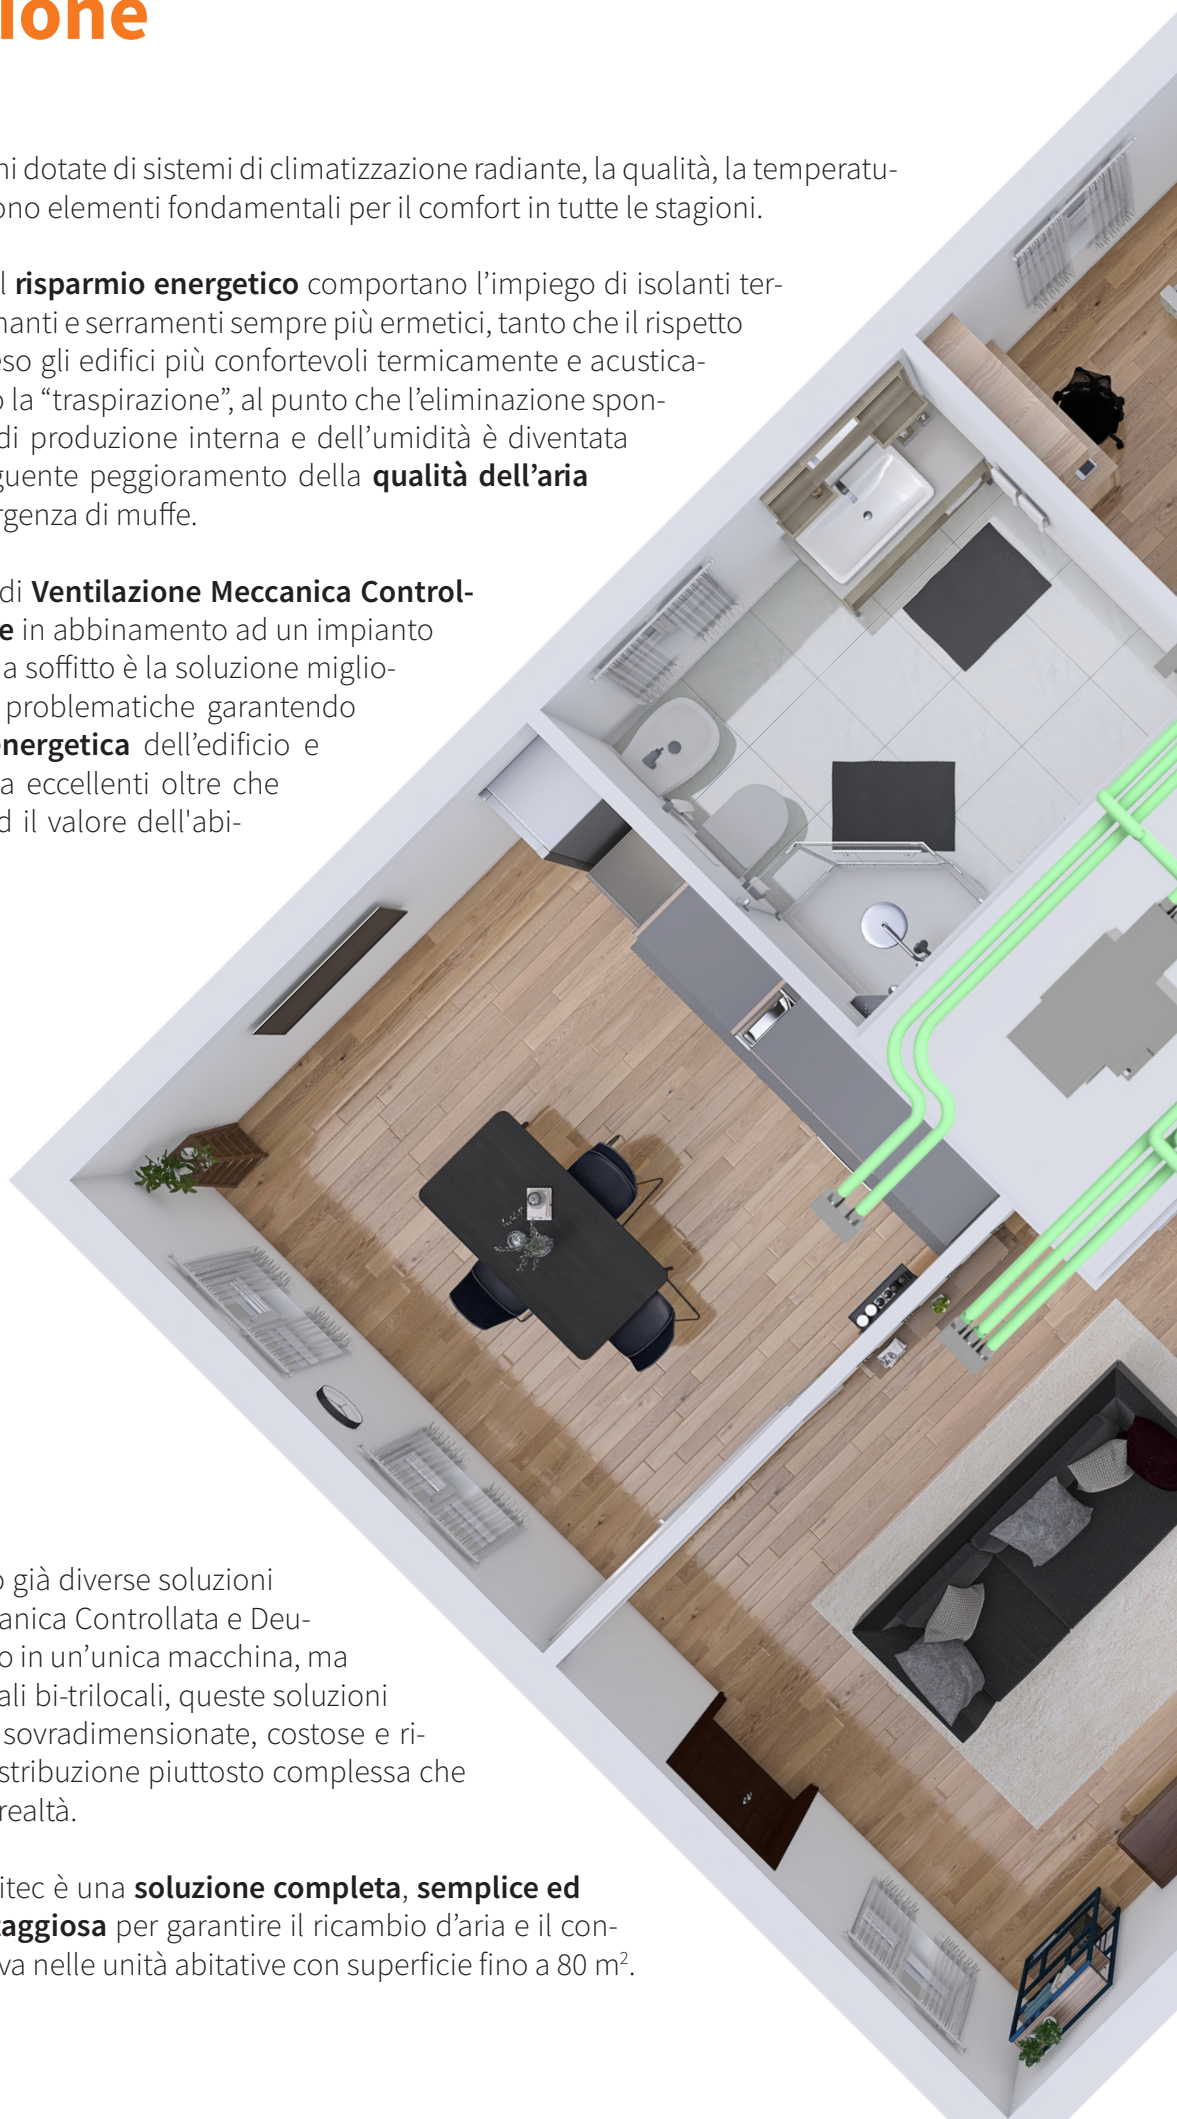 ione
ni dotate di sistemi di climatizzazione radiante, la qualità, la temperatu-
ono elementi fondamentali per il comfort in tutte le stagioni.
l risparmio energetico comportano l’impiego di isolanti ter-
nanti e serramenti sempre più ermetici, tanto che il rispetto
eso gli edifici più confortevoli termicamente e acustica-
o la “traspirazione”, al punto che l’eliminazione spon-
di produzione interna e dell’umidità è diventata
guente peggioramento della qualità dell’aria
rgenza di muffe.
di Ventilazione Meccanica Control-
e in abbinamento ad un impianto
a soffitto è la soluzione miglio-
problematiche garantendo
energetica dell’edificio e
a eccellenti oltre che
d il valore dell'abi-
o già diverse soluzioni
anica Controllata e Deu-
o in un’unica macchina, ma
ali bi-trilocali, queste soluzioni
sovradimensionate, costose e ri-
stribuzione piuttosto complessa che
realtà.
itec è una soluzione completa, semplice ed
taggiosa per garantire il ricambio d’aria e il con-
va nelle unità abitative con superficie fino a 80 m².